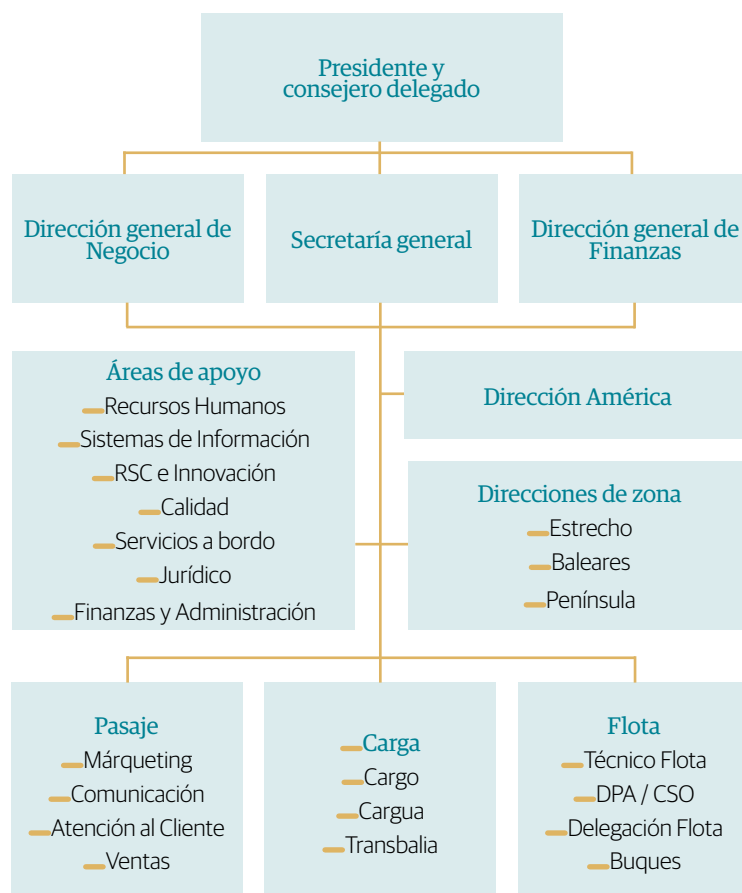 Presidente y
consejero delegado
Dirección general de
Negocio
Secretaría general
Dirección general de
Finanzas
Áreas de apoyo
Recursos Humanos
Sistemas de Información
RSC e Innovación
Calidad
Servicios a bordo
Jurídico
Finanzas y Administración
Dirección América
Direcciones de zona
Estrecho
Baleares
Península
Pasaje
Márqueting
Comunicación
Atención al Cliente
Ventas
Carga
Cargo
Cargua
Transbalia
Flota
Técnico Flota
DPA / CSO
Delegación Flota
Buques